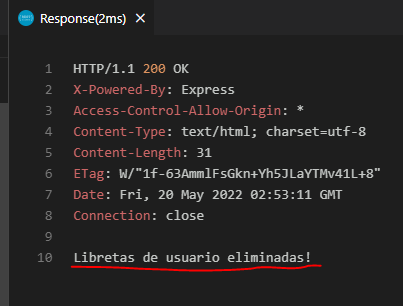 Response(2ms)
1 HTTP/1.1 200 OK
2 X-Powered-By: Express
3 Access-Control-Allow-Origin: *
4 Content-Type: text/html; charset=utf-8
5 Content-Length: 31
6 ETag: W/"1f-63AmmlFsGkn+Yh5JLaYTMv41L+8"
7 Date: Fri, 20 May 2022 02:53:11 GMT
8 Connection: close
9
10 Libretas de usuario eliminadas!